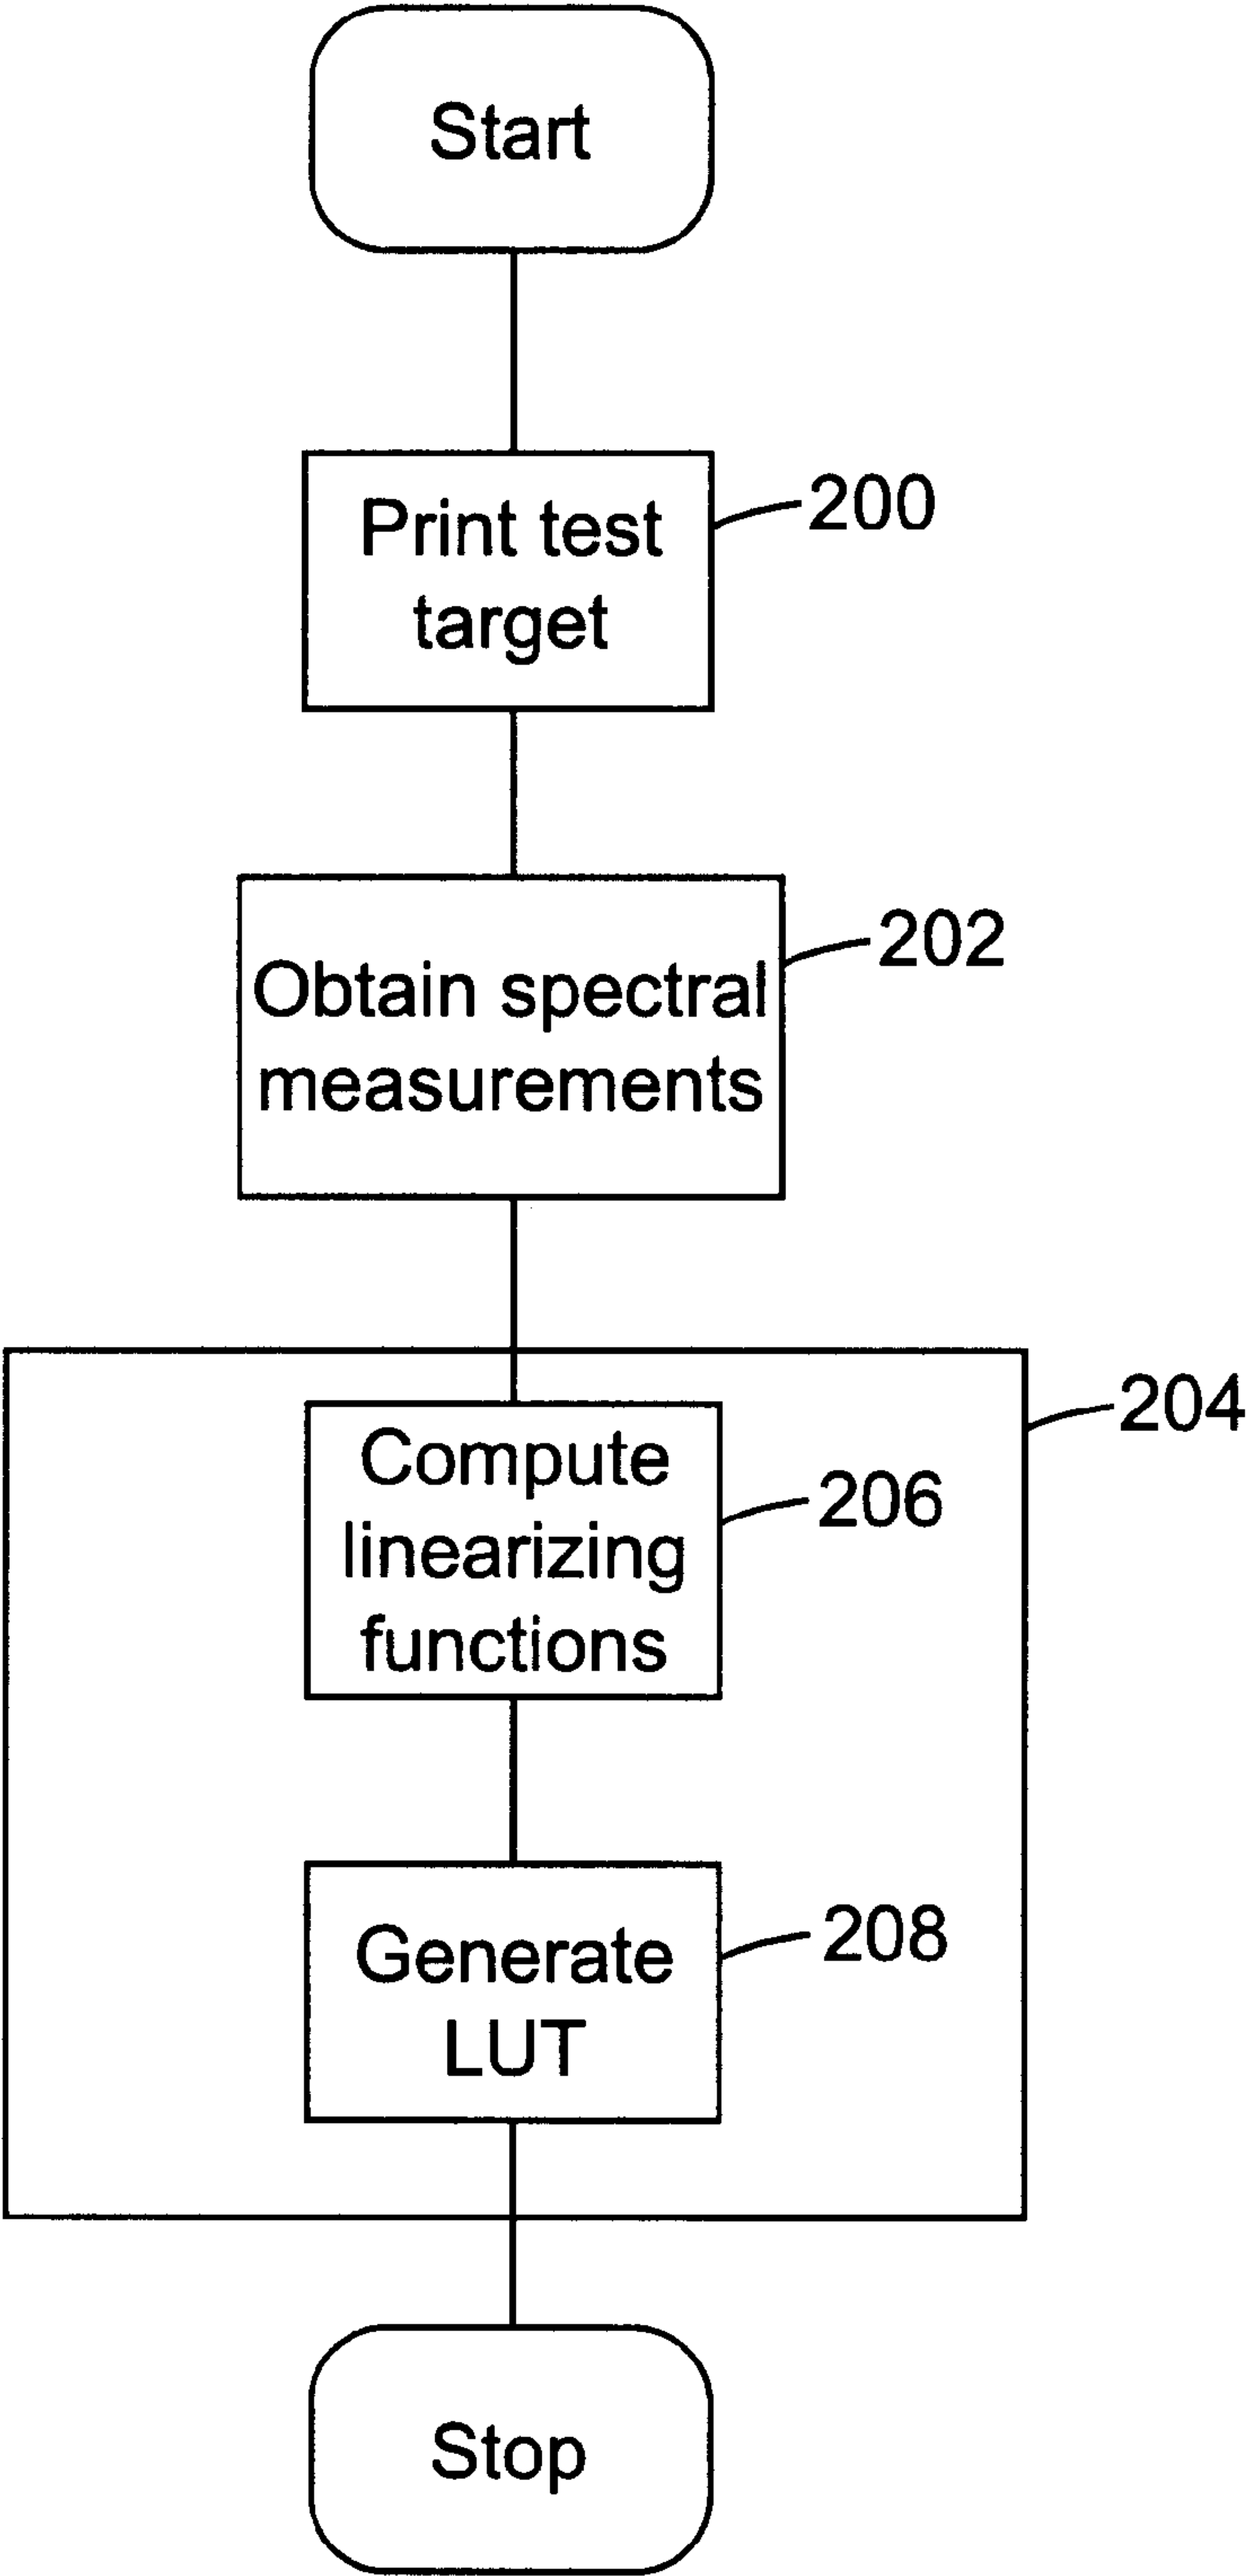 Start
Print test
target
200
Obtain spectral
measurements
202
204
Compute
linearizing
functions
206
Generate
LUT
208
Stop